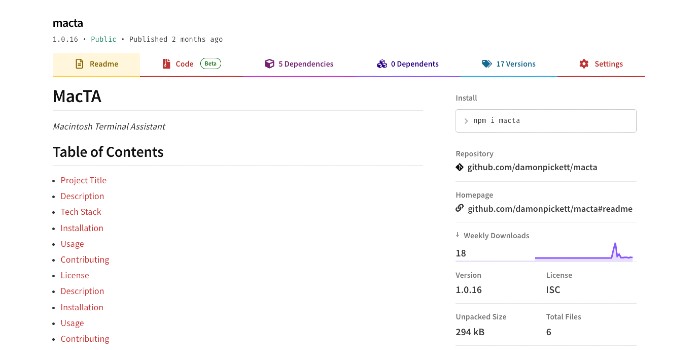 macta
1.0.16 • Public • Published 2 months ago
Readme
Code Beta
5 Dependencies
0 Dependents
17 Versions
Settings
MacTA
Macintosh Terminal Assistant
Table of Contents
• Project Title
• Description
• Tech Stack
• Installation
• Usage
• Contributing
• License
• Description
• Installation
• Usage
• Contributing
Install
> npm i macta
Repository
github.com/damonpickett/macta
Homepage
github.com/damonpickett/macta#readme
↓ Weekly Downloads
18
Version
1.0.16
License
ISC
Unpacked Size
294 kB
Total Files
6